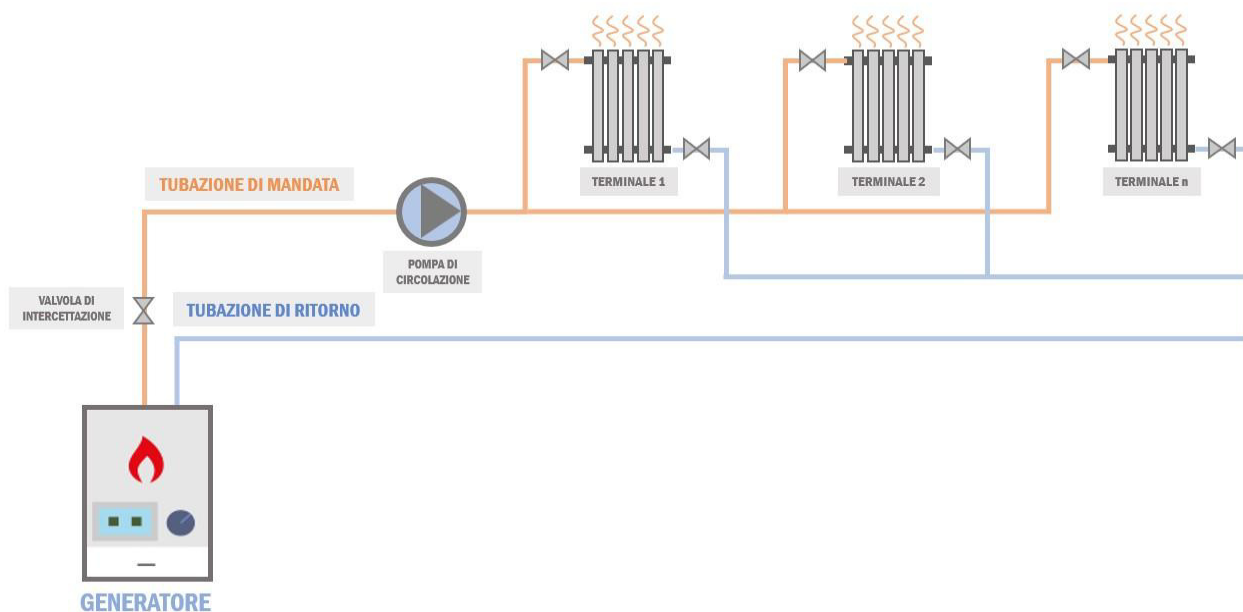 TERMINALE 1
TERMINALE 2
TERMINALE n
TUBAZIONE DI MANDATA
POMPA DI
CIRCOLAZIONE
VALVOLA DI
INTERCETTAZIONE
TUBAZIONE DI RITORNO
GENERATORE